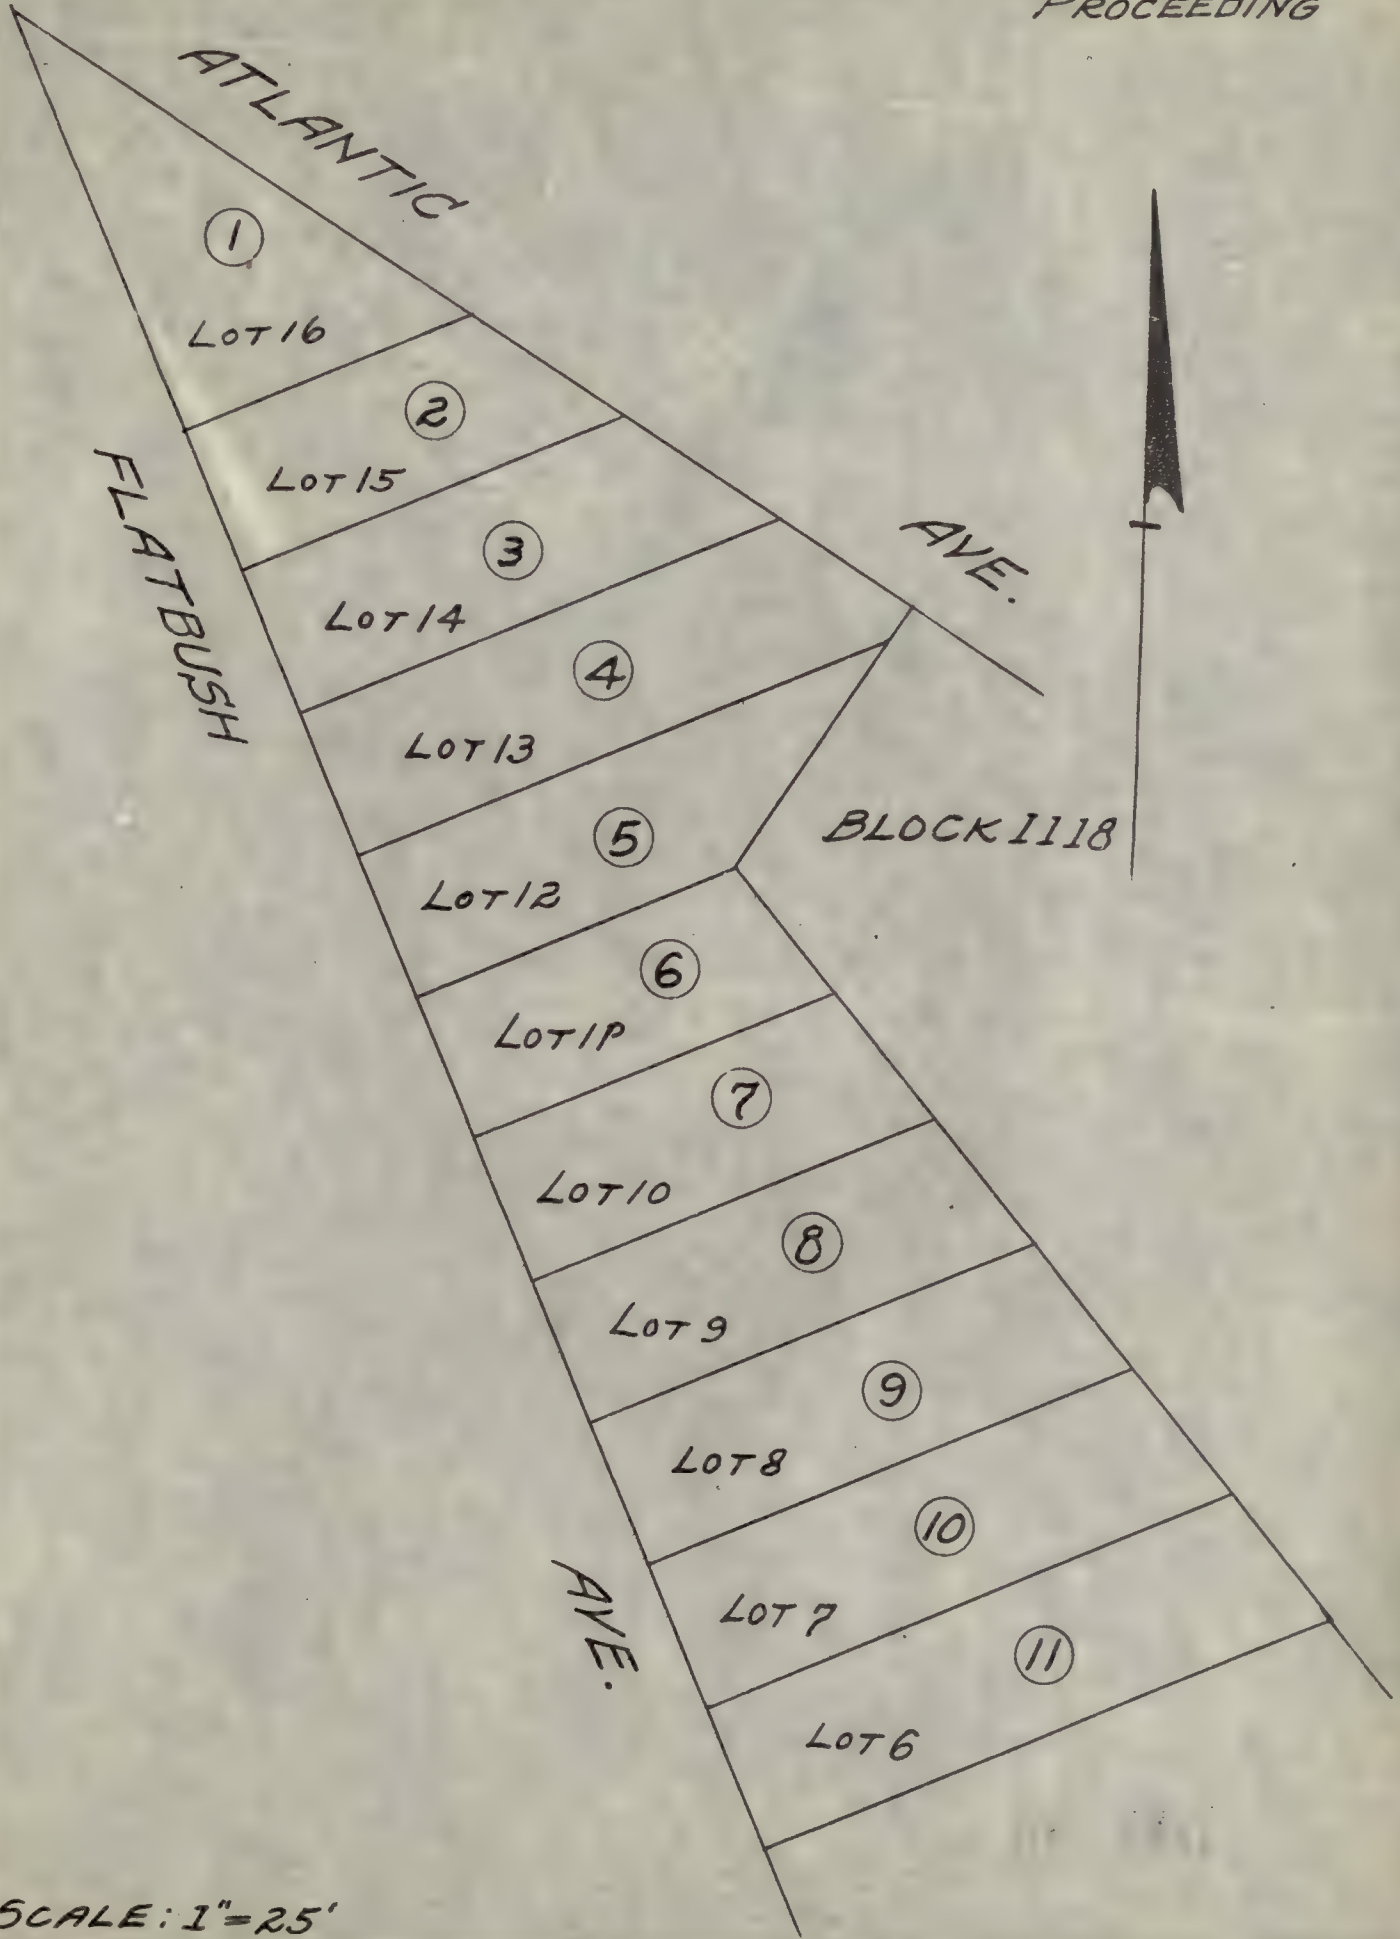 PROCEEDING
ATLANTIC
AVE.
1
LOT 16
2
LOT 15
3
LOT 14
4
LOT 13
FLATBUSH
AVE.
BLOCK 1118
5
LOT 12
6
LOT 1P
7
LOT 10
8
LOT 9
9
LOT 8
10
LOT 7
11
LOT 6
SCALE: 1"=25'